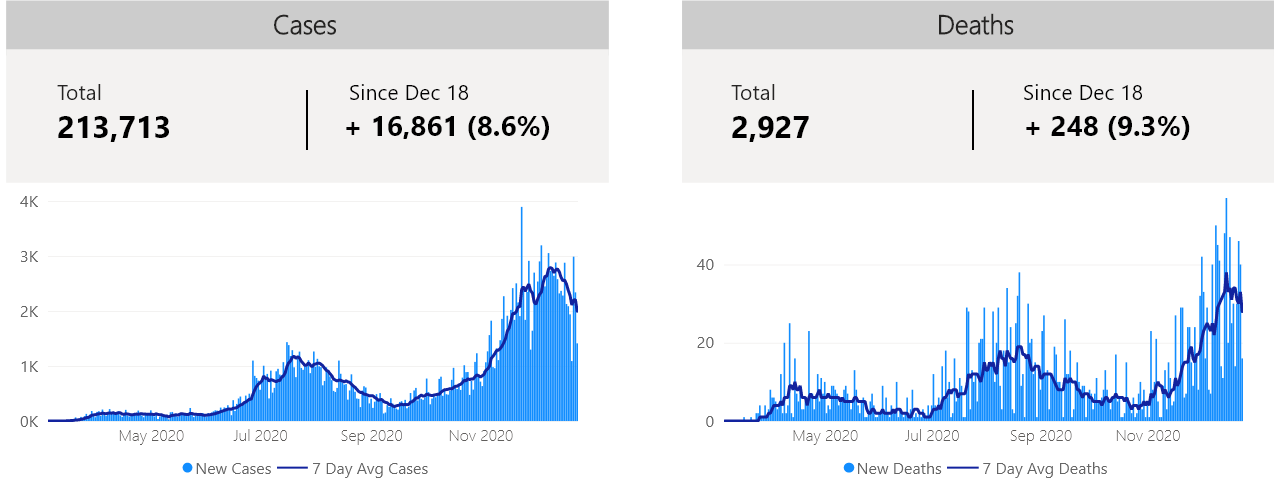 Cases
Total
213,713
Since Dec 18
+ 16,861 (8.6%)
4K
3K
2K
1K
0K
May 2020
Jul 2020
Sep 2020
Nov 2020
New Cases
7 Day Avg Cases
Deaths
Total
2,927
Since Dec 18
+ 248 (9.3%)
40
20
0
May 2020
Jul 2020
Sep 2020
Nov 2020
New Deaths
7 Day Avg Deaths